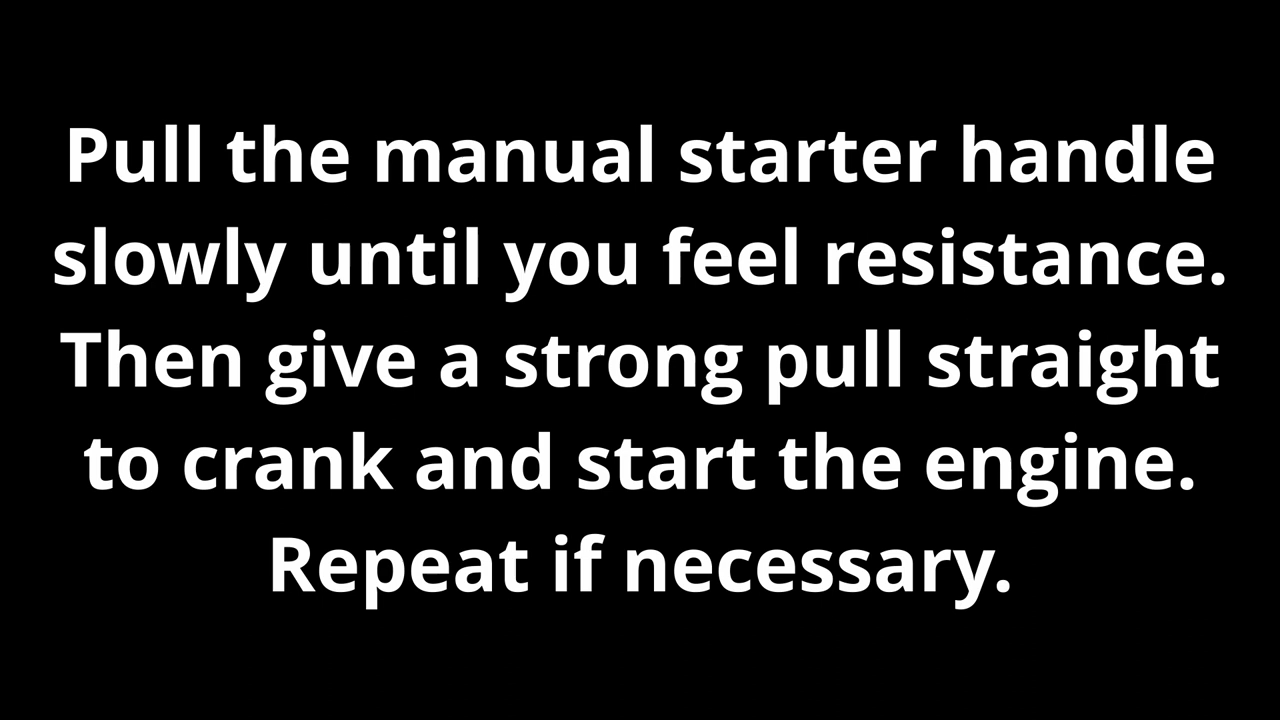 Pull the manual starter handle
slowly until you feel resistance.
Then give a strong pull straight
to crank and start the engine.
Repeat if necessary.